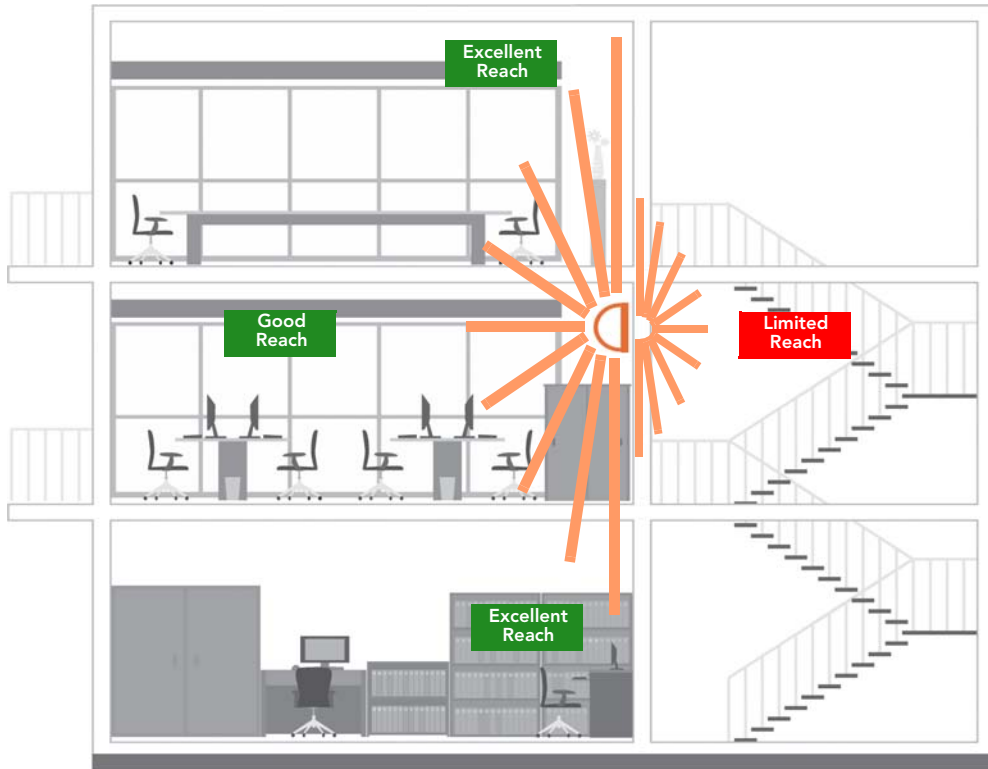 Excellent
Reach
Good
Reach
Limited
Reach
Excellent
Reach